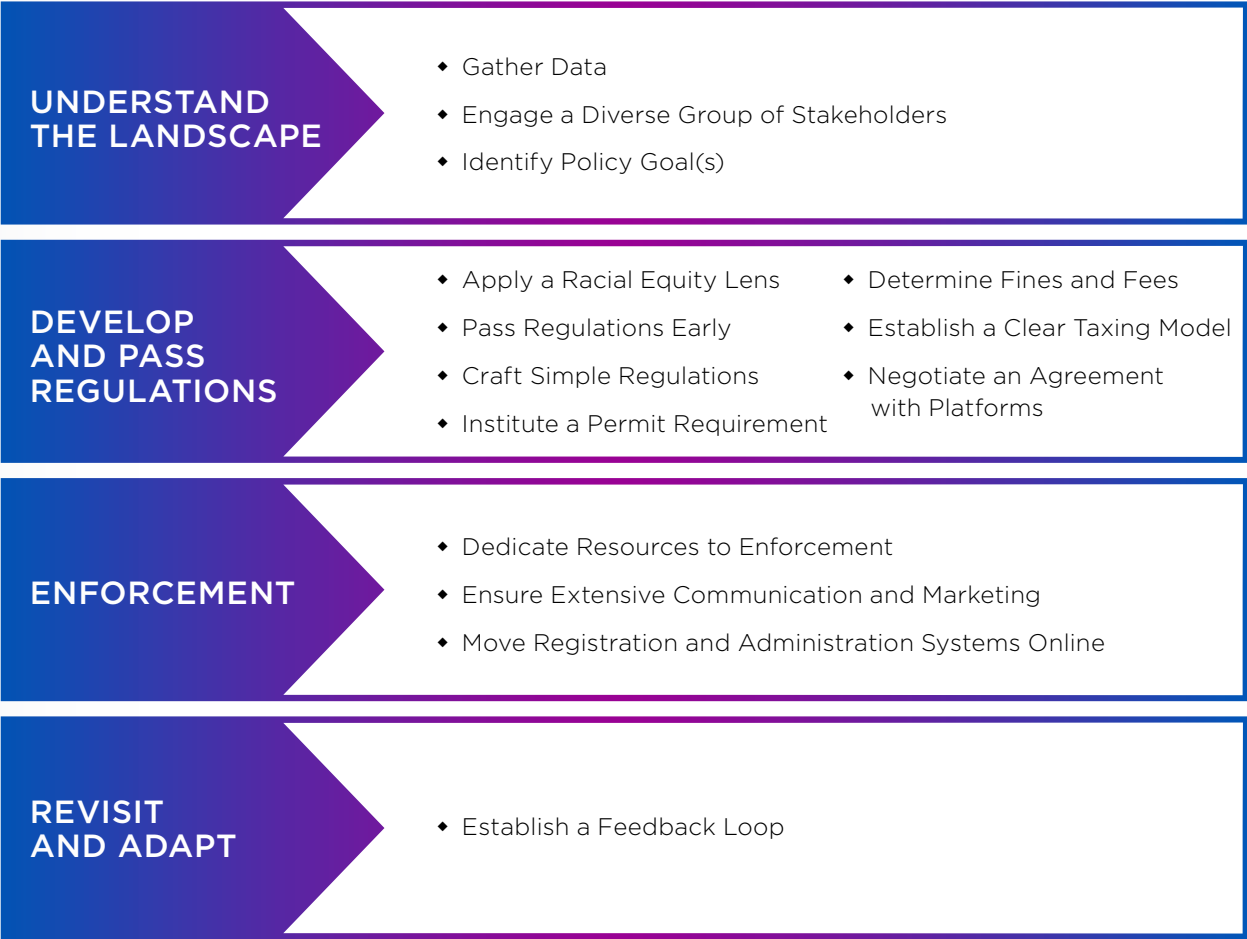 UNDERSTAND
THE LANDSCAPE
◆ Gather Data
◆ Engage a Diverse Group of Stakeholders
◆ Identify Policy Goal(s)
DEVELOP
AND PASS
REGULATIONS
◆ Apply a Racial Equity Lens
◆ Pass Regulations Early
◆ Craft Simple Regulations
◆ Institute a Permit Requirement
◆ Determine Fines and Fees
◆ Establish a Clear Taxing Model
◆ Negotiate an Agreement
with Platforms
ENFORCEMENT
◆ Dedicate Resources to Enforcement
◆ Ensure Extensive Communication and Marketing
◆ Move Registration and Administration Systems Online
REVISIT
AND ADAPT
◆ Establish a Feedback Loop